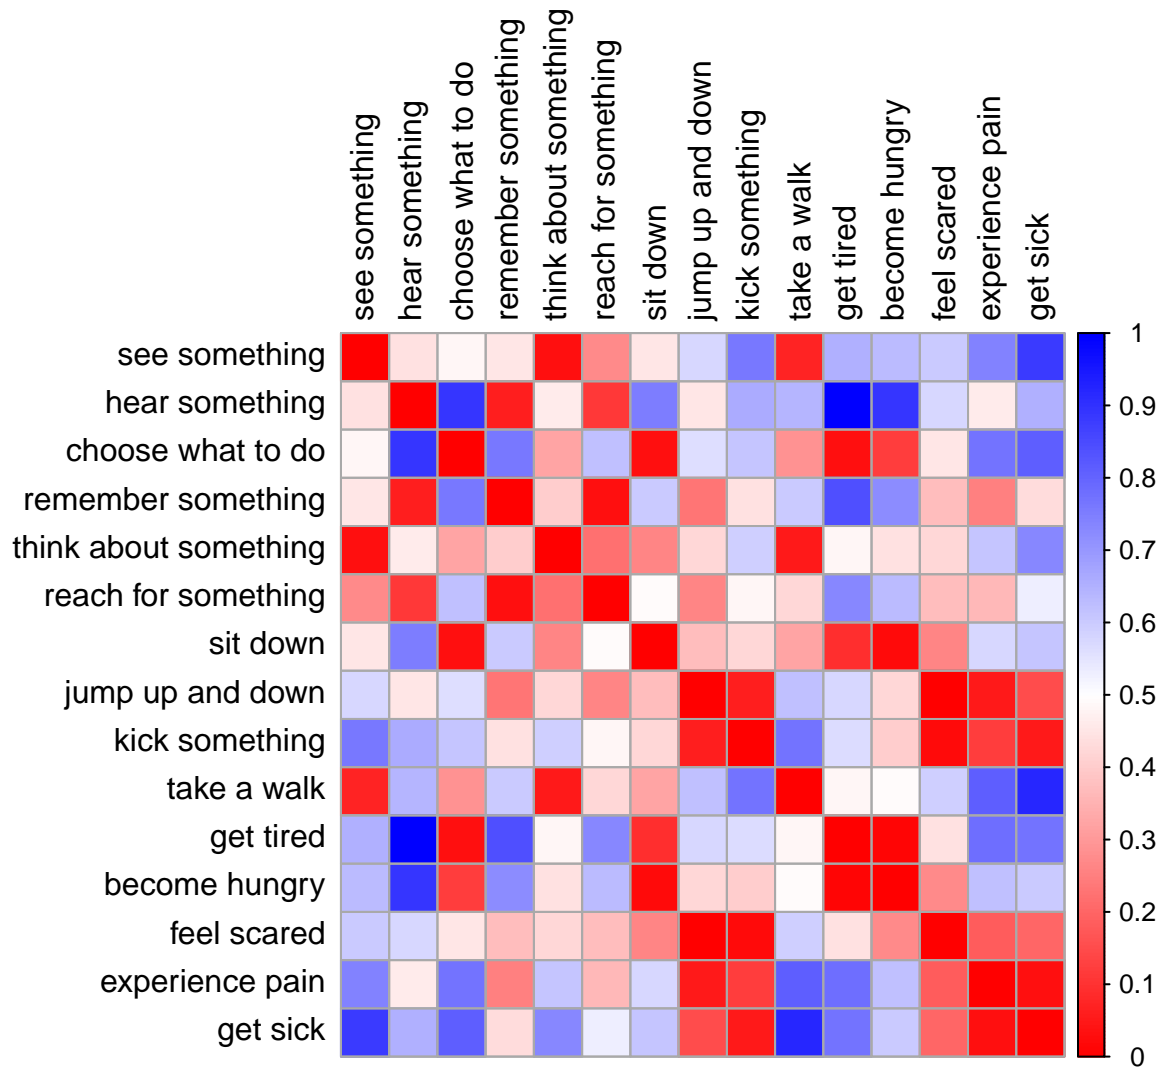 see something
hear something
choose what to do
remember something
think about something
reach for something
sit down
jump up and down
kick something
take a walk
get tired
become hungry
feel scared
experience pain
get sick
see something
hear something
choose what to do
remember something
think about something
reach for something
sit down
jump up and down
kick something
take a walk
get tired
become hungry
feel scared
experience pain
get sick
1
0.9
0.8
0.7
0.6
0.5
0.4
0.3
0.2
0.1
0